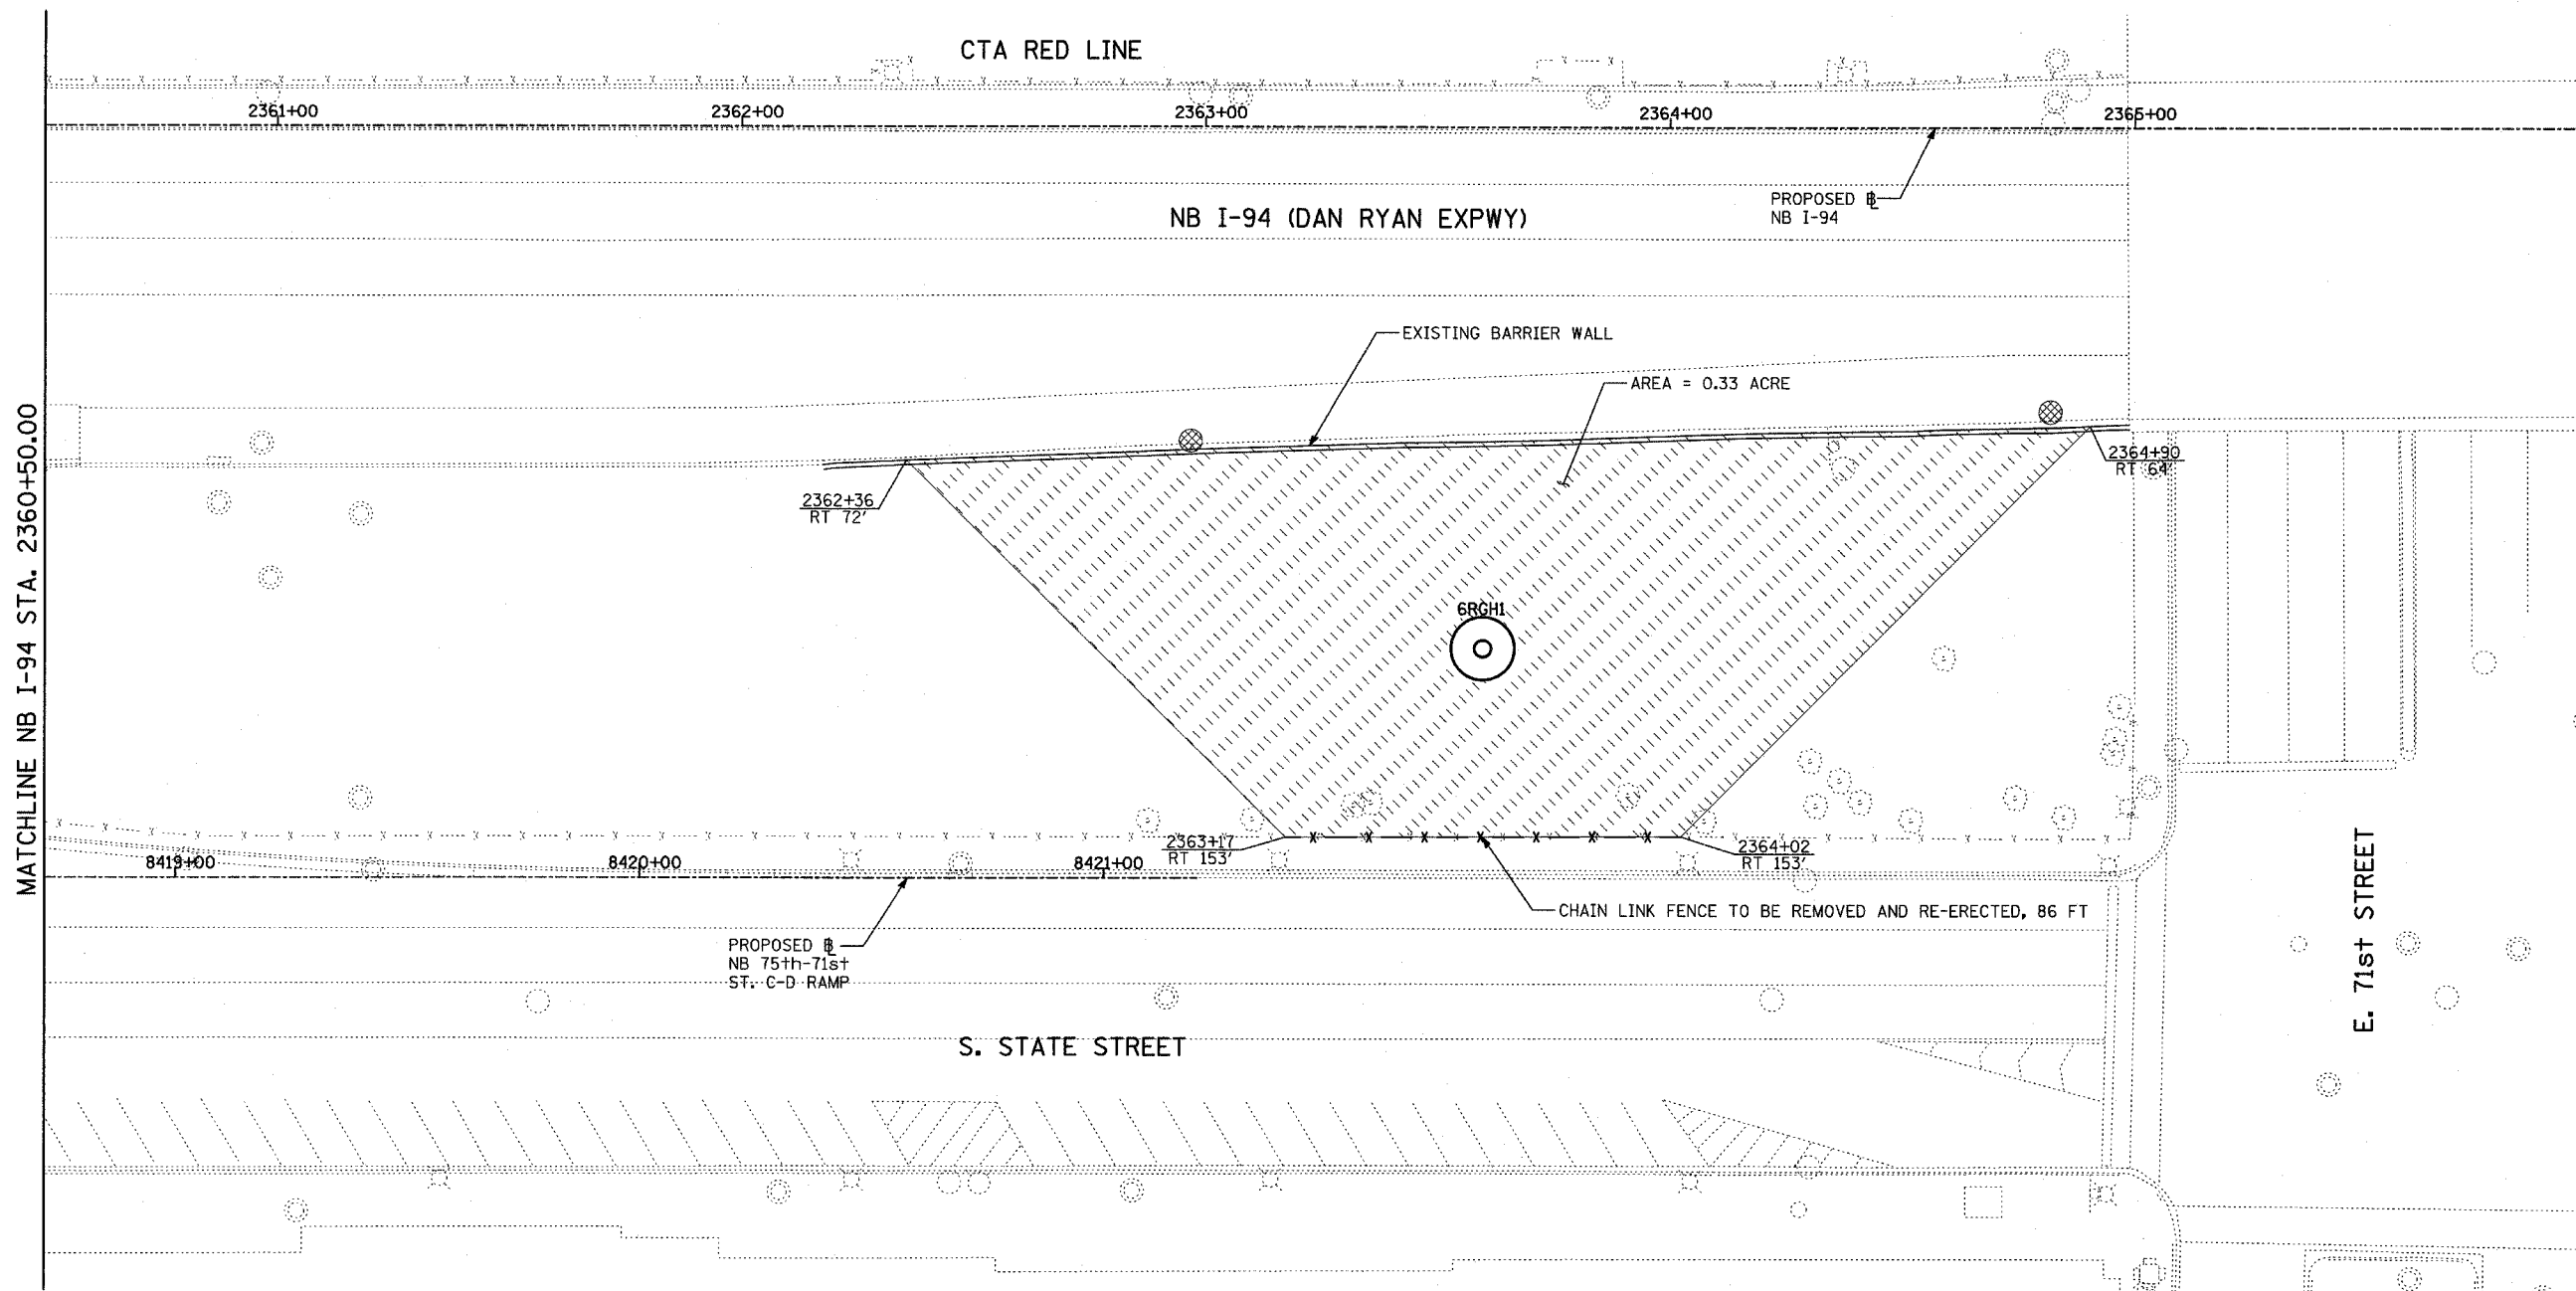 CTA RED LINE
2361+00
2362+00
2363+00
2364+00
2365+00
PROPOSED ℄
NB I-94
NB I-94 (DAN RYAN EXPWY)
EXISTING BARRIER WALL
AREA = 0.33 ACRE
MATCHLINE NB I-94 STA. 2360+50.00
2362+36
RT 72'
2364+90
RT 64'
6RGH1
2363+17
RT 153'
2364+02
RT 153'
8419+00
8420+00
8421+00
CHAIN LINK FENCE TO BE REMOVED AND RE-ERECTED, 86 FT
PROPOSED ℄
NB 75th-71st
ST. C-D RAMP
S. STATE STREET
E. 71st STREET